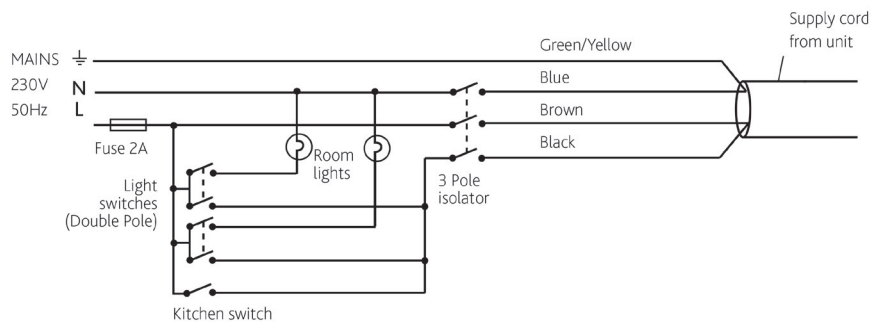 Supply cord
from unit
Green/Yellow
MAINS
230V N
Blue
50Hz L
Brown
Fuse 2A
Black
Room
lights
3 Pole
isolator
Light
switches
(Double Pole)
Kitchen switch